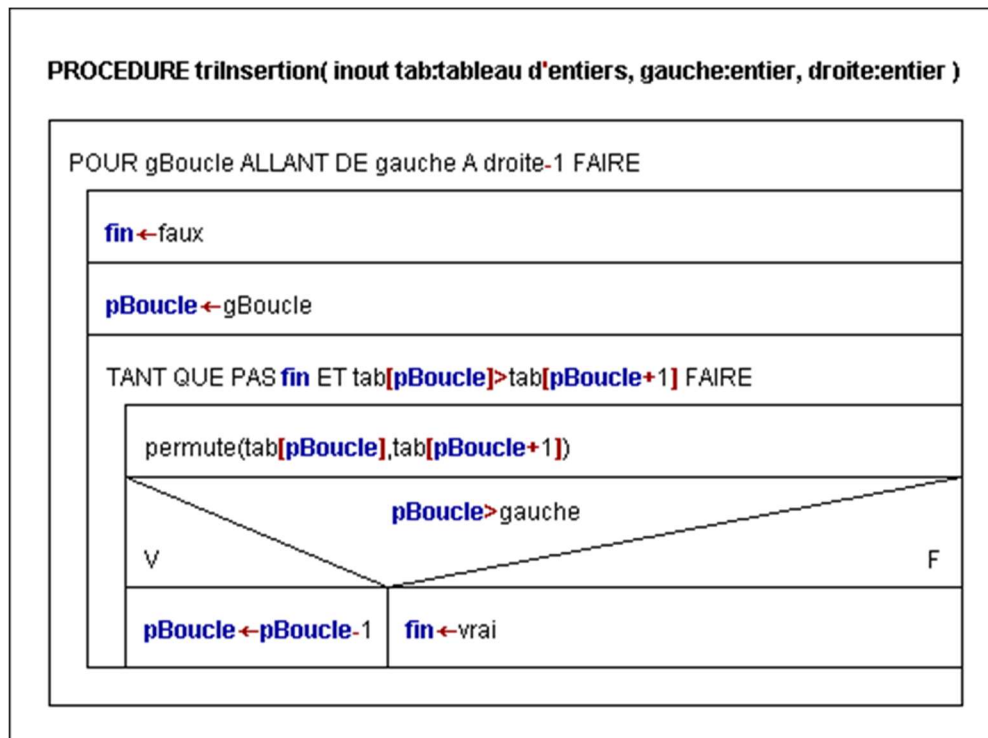 PROCEDURE triInsertion( inout tab:tableau d'entiers, gauche:entier, droite:entier )
POUR gBoucle ALLANT DE gauche A droite-1 FAIRE
fin←faux
pBoucle←gBoucle
TANT QUE PAS fin ET tab[pBoucle]>tab[pBoucle+1] FAIRE
permute(tab[pBoucle],tab[pBoucle+1])
pBoucle>gauche
V F
pBoucle←pBoucle-1 fin←vrai